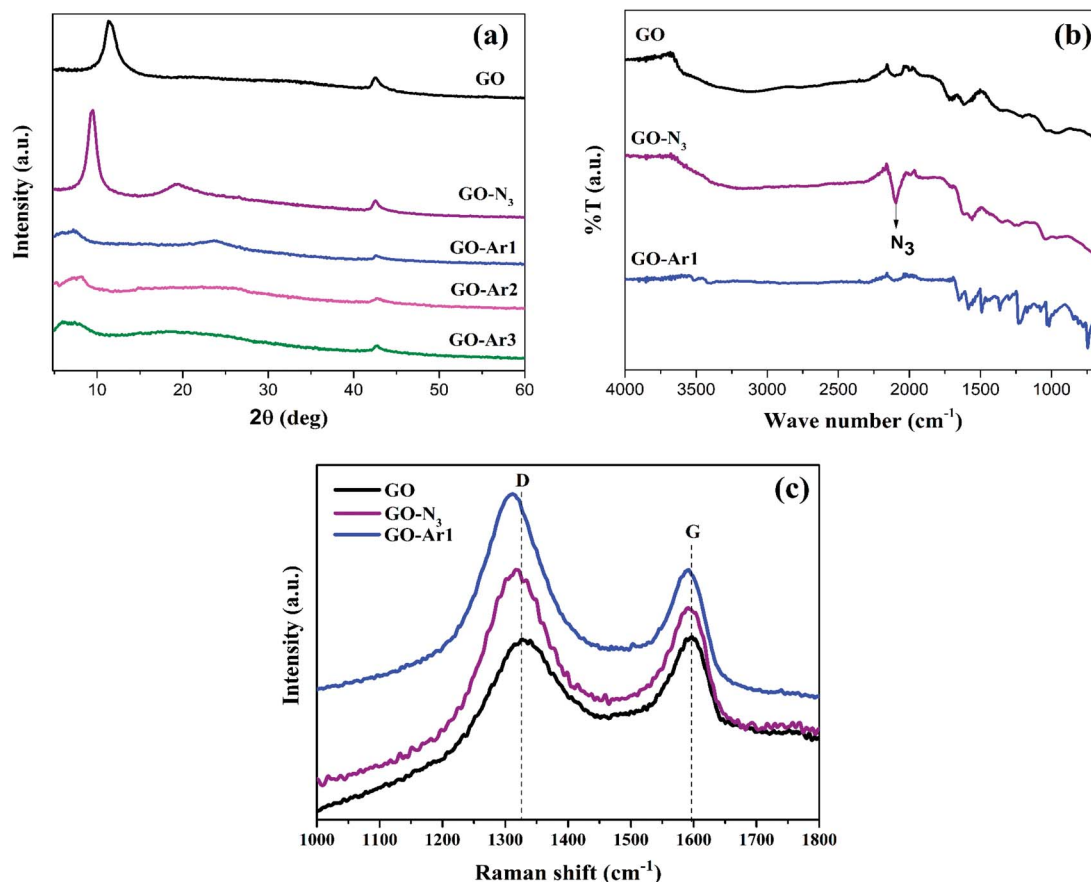 (a)
GO
GO-N₃
GO-Ar1
GO-Ar2
GO-Ar3
Intensity (a.u.)
10 20 30 40 50 60
2θ (deg)
(b)
GO
GO-N₃
N₃
GO-Ar1
%T (a.u.)
4000 3500 3000 2500 2000 1500 1000
Wave number (cm⁻¹)
(c)
GO
GO-N₃
GO-Ar1
D
G
Intensity (a.u.)
1000 1100 1200 1300 1400 1500 1600 1700 1800
Raman shift (cm⁻¹)